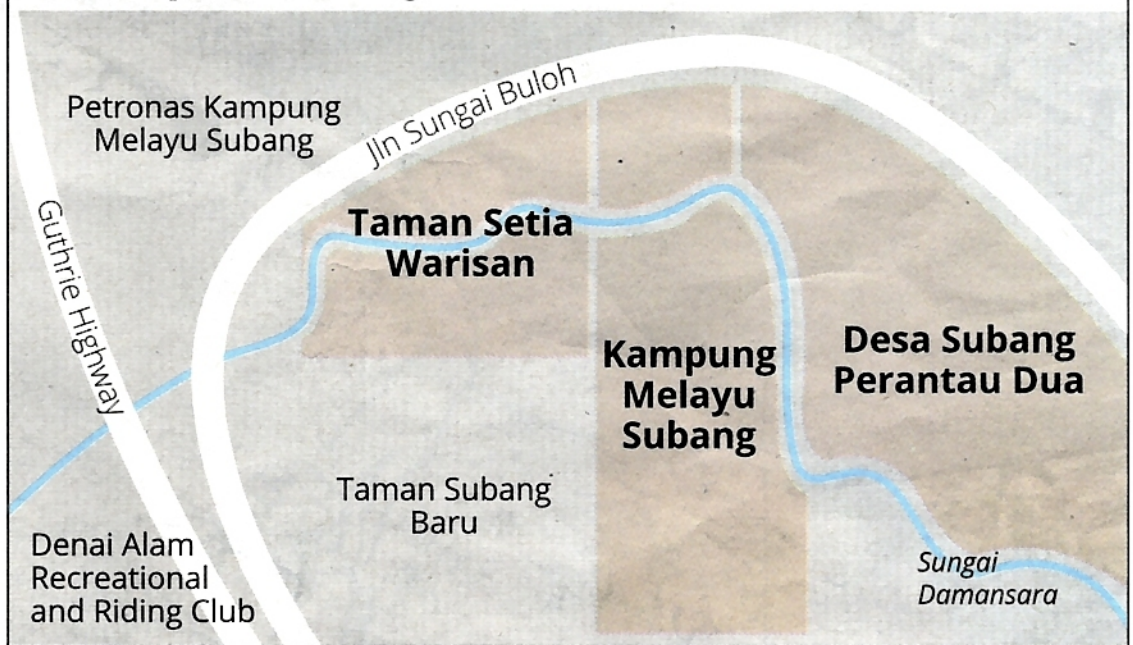 Petronas Kampung
Melayu Subang
Jln Sungai Buloh
Guthrie Highway
Taman Setia
Warisan
Kampung
Melayu
Subang
Desa Subang
Perantau Dua
Taman Subang
Baru
Denai Alam
Recreational
and Riding Club
Sungai
Damansara